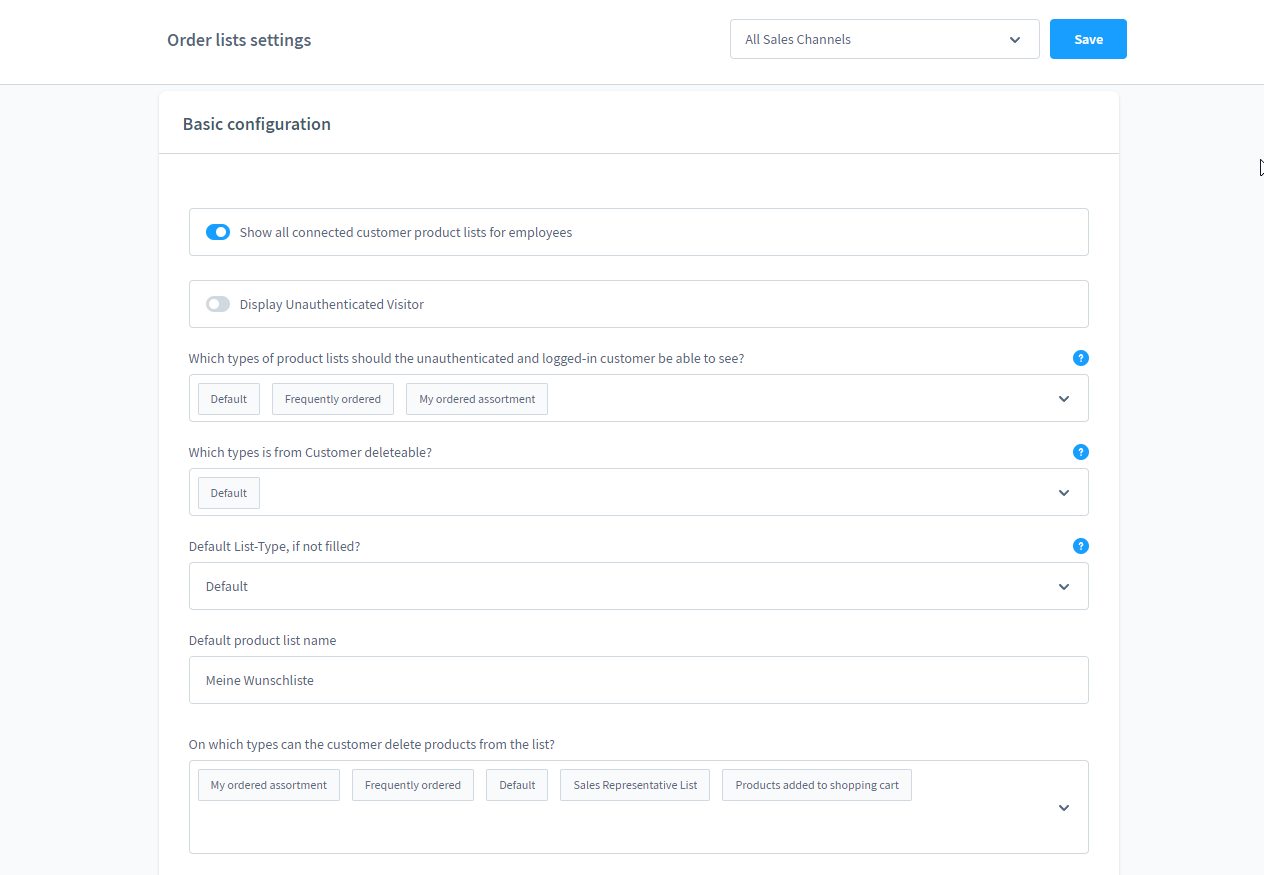 Order lists settings
All Sales Channels
Save
Basic configuration
Show all connected customer product lists for employees
Display Unauthenticated Visitor
Which types of product lists should the unauthenticated and logged-in customer be able to see?
?
Default Frequently ordered My ordered assortment
Which types is from Customer deleteable?
?
Default
Default List-Type, if not filled?
?
Default
Default product list name
Meine Wunschliste
On which types can the customer delete products from the list?
My ordered assortment Frequently ordered Default Sales Representative List Products added to shopping cart